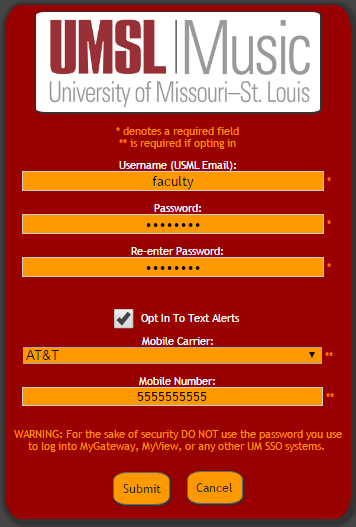 UMSL Music
University of Missouri–St. Louis
* denotes a required field
** is required if opting in
Username (USML Email):
faculty *
Password:
•••••••• *
Re-enter Password:
•••••••• *
Opt In To Text Alerts
Mobile Carrier:
AT&T **
Mobile Number:
5555555555 **
WARNING: For the sake of security DO NOT use the password you use
to log into MyGateway, MyView, or any other UM SSO systems.
Submit Cancel